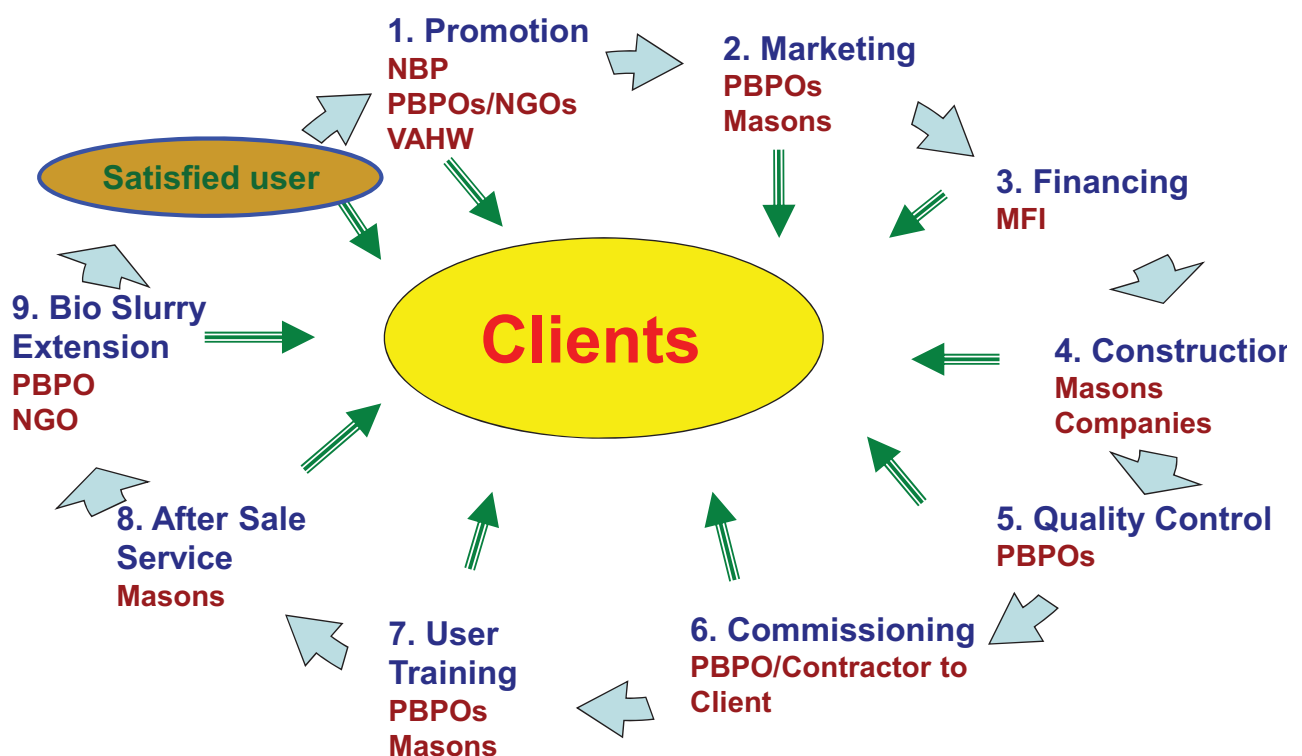 1. Promotion
NBP
PBPOs/NGOs
VAHW
2. Marketing
PBPOs
Masons
3. Financing
MFI
4. Construction
Masons
Companies
5. Quality Control
PBPOs
6. Commissioning
PBPO/Contractor to
Client
7. User
Training
PBPOs
Masons
8. After Sale
Service
Masons
9. Bio Slurry
Extension
PBPO
NGO
Satisfied user
Clients